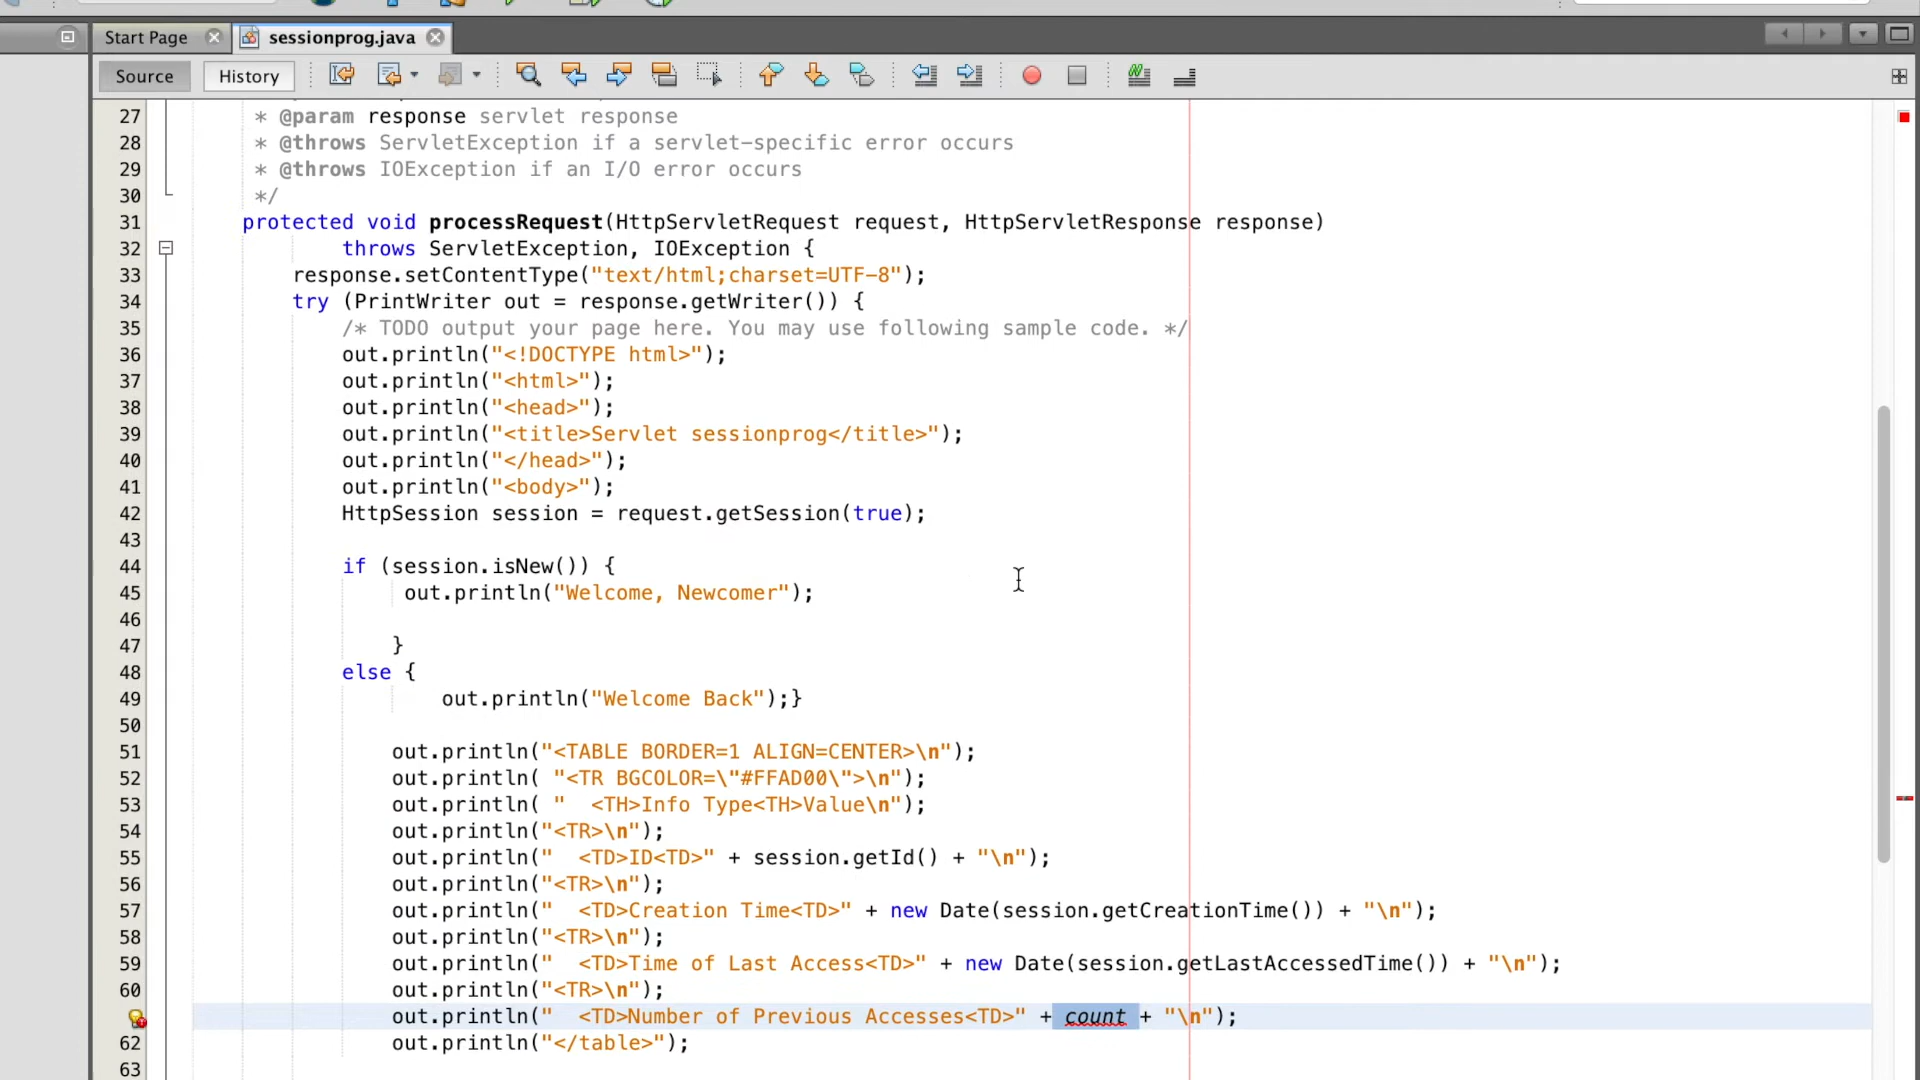 Start Page
sessionprog.java
Source
History
27 * @param response servlet response
28 * @throws ServletException if a servlet-specific error occurs
29 * @throws IOException if an I/O error occurs
30 */
31 protected void processRequest(HttpServletRequest request, HttpServletResponse response)
32 throws ServletException, IOException {
33 response.setContentType("text/html;charset=UTF-8");
34 try (PrintWriter out = response.getWriter()) {
35 /* TODO output your page here. You may use following sample code. */
36 out.println("<!DOCTYPE html>");
37 out.println("<html>");
38 out.println("<head>");
39 out.println("<title>Servlet sessionprog</title>");
40 out.println("</head>");
41 out.println("<body>");
42 HttpSession session = request.getSession(true);
43
44 if (session.isNew()) {
45 out.println("Welcome, Newcomer");
46
47 }
48 else {
49 out.println("Welcome Back");}
50
51 out.println("<TABLE BORDER=1 ALIGN=CENTER>\n");
52 out.println( "<TR BGCOLOR=\"#FFAD00\">\n");
53 out.println( "  <TH>Info Type<TH>Value\n");
54 out.println("<TR>\n");
55 out.println("  <TD>ID<TD>" + session.getId() + "\n");
56 out.println("<TR>\n");
57 out.println("  <TD>Creation Time<TD>" + new Date(session.getCreationTime()) + "\n");
58 out.println("<TR>\n");
59 out.println("  <TD>Time of Last Access<TD>" + new Date(session.getLastAccessedTime()) + "\n");
60 out.println("<TR>\n");
out.println("  <TD>Number of Previous Accesses<TD>" + count + "\n");
62 out.println("</table>");
63